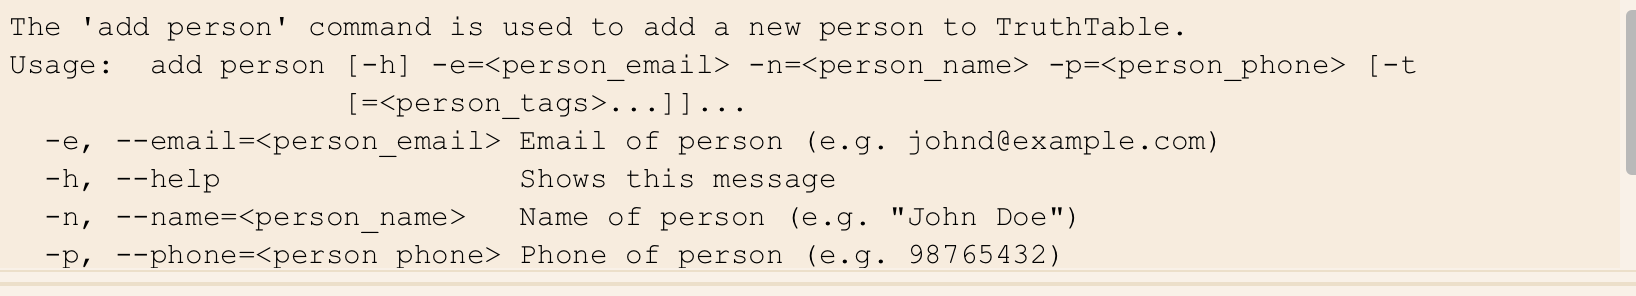 The 'add person' command is used to add a new person to TruthTable.
Usage:  add person [-h] -e=<person_email> -n=<person_name> -p=<person_phone> [-t
                   [=<person_tags>...]]...
  -e, --email=<person_email> Email of person (e.g. johnd@example.com)
  -h, --help                 Shows this message
  -n, --name=<person_name>   Name of person (e.g. "John Doe")
  -p, --phone=<person_phone> Phone of person (e.g. 98765432)